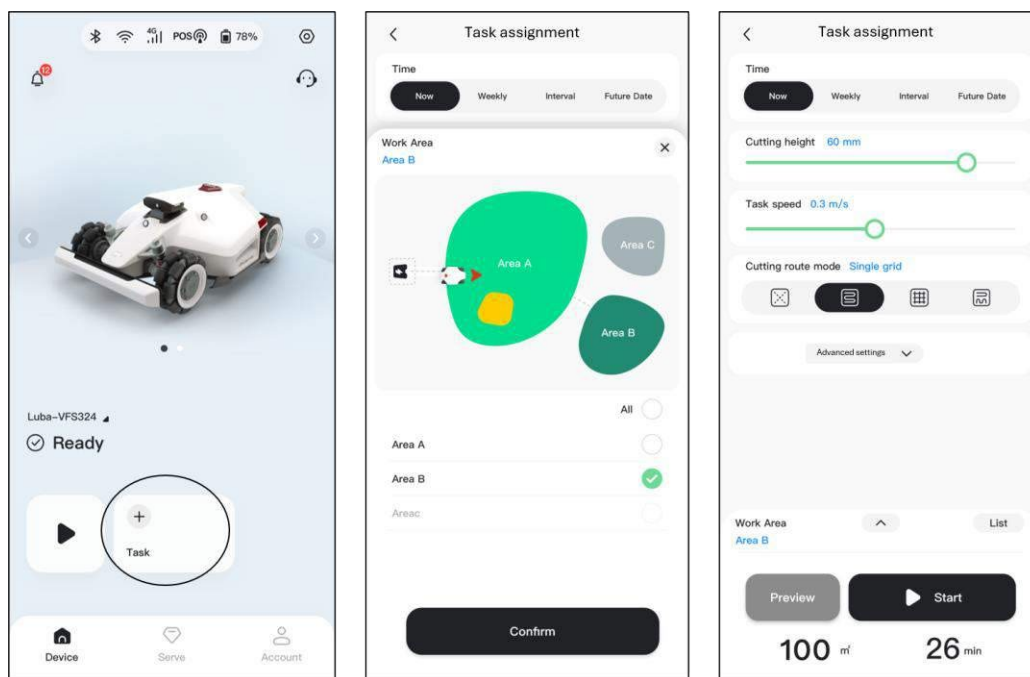 4G POS 78%
12
Luba-VFS324
Ready
Task
Device Serve Account
Task assignment
Time
Now Weekly Interval Future Date
Work Area
Area B
Area A
Area C
Area B
All
Area A
Area B
Areac
Confirm
Task assignment
Time
Now Weekly Interval Future Date
Cutting height 60 mm
Task speed 0.3 m/s
Cutting route mode Single grid
Advanced settings
Work Area List
Area B
Preview Start
100 ㎡ 26 min